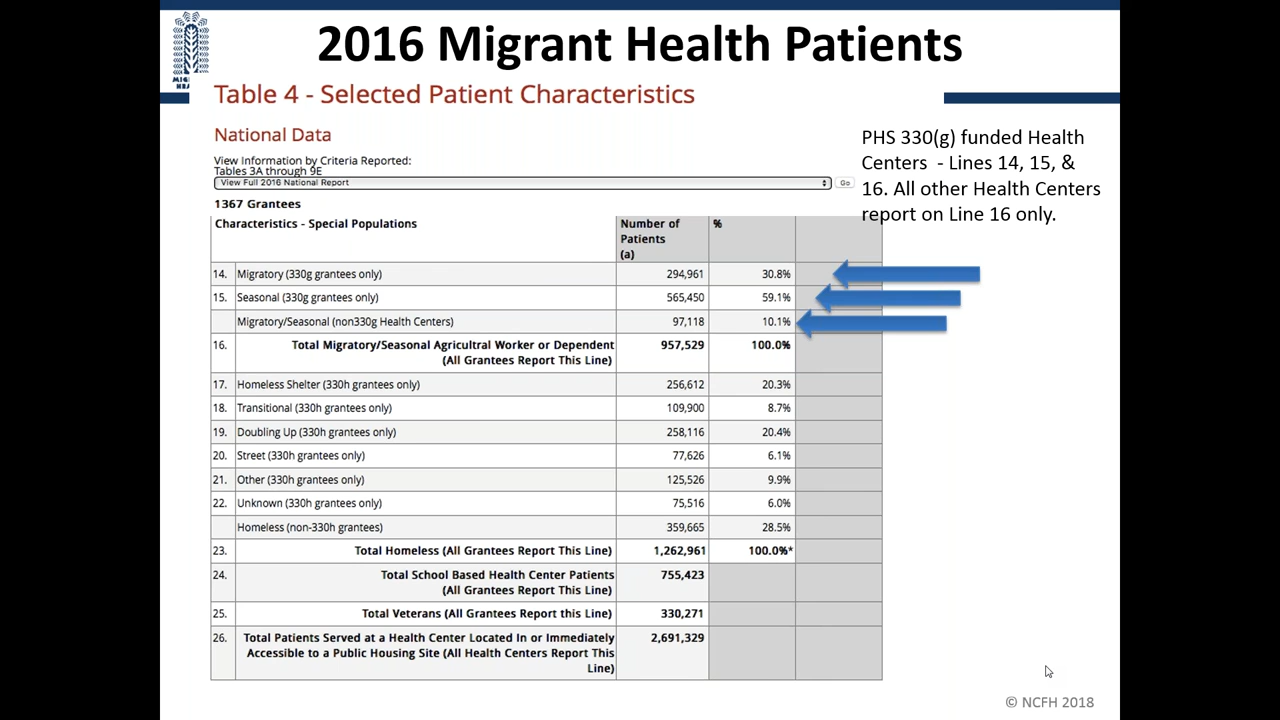 2016 Migrant Health Patients
Table 4 - Selected Patient Characteristics
National Data
View Information by Criteria Reported:
Tables 3A through 9E
View Full 2016 National Report
Go
1367 Grantees
PHS 330(g) funded Health
Centers - Lines 14, 15, &
16. All other Health Centers
report on Line 16 only.
Characteristics - Special Populations
Number of
Patients
(a)
%
14. Migratory (330g grantees only) 294,961 30.8%
15. Seasonal (330g grantees only) 565,450 59.1%
Migratory/Seasonal (non330g Health Centers) 97,118 10.1%
16. Total Migratory/Seasonal Agricultral Worker or Dependent 957,529 100.0%
(All Grantees Report This Line)
17. Homeless Shelter (330h grantees only) 256,612 20.3%
18. Transitional (330h grantees only) 109,900 8.7%
19. Doubling Up (330h grantees only) 258,116 20.4%
20. Street (330h grantees only) 77,626 6.1%
21. Other (330h grantees only) 125,526 9.9%
22. Unknown (330h grantees only) 75,516 6.0%
Homeless (non-330h grantees) 359,665 28.5%
23. Total Homeless (All Grantees Report This Line) 1,262,961 100.0%*
24. Total School Based Health Center Patients 755,423
(All Grantees Report This Line)
25. Total Veterans (All Grantees Report this Line) 330,271
26. Total Patients Served at a Health Center Located In or Immediately 2,691,329
Accessible to a Public Housing Site (All Health Centers Report This
Line)
© NCFH 2018